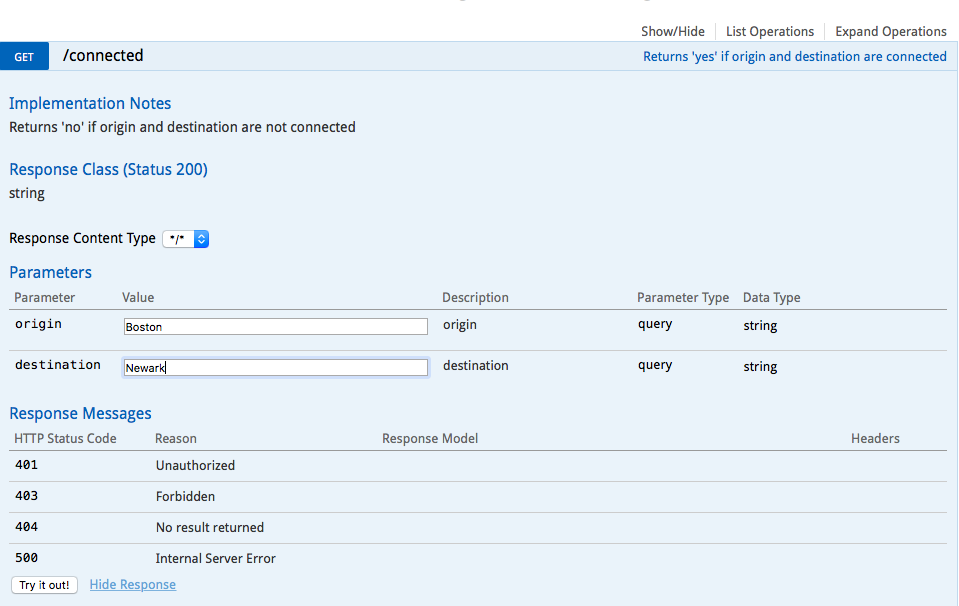 Show/Hide List Operations Expand Operations
GET /connected Returns 'yes' if origin and destination are connected
Implementation Notes
Returns 'no' if origin and destination are not connected
Response Class (Status 200)
string
Response Content Type */*
Parameters
Parameter Value Description Parameter Type Data Type
origin Boston origin query string
destination Newark destination query string
Response Messages
HTTP Status Code Reason Response Model Headers
401 Unauthorized
403 Forbidden
404 No result returned
500 Internal Server Error
Try it out! Hide Response